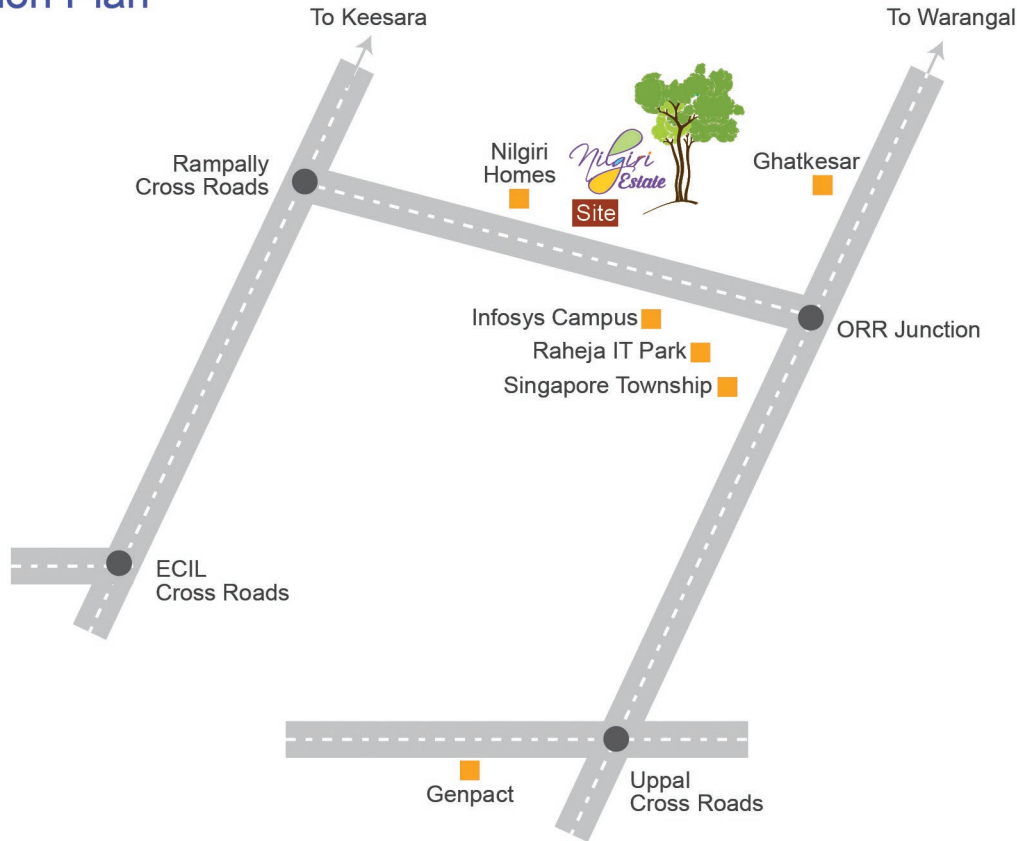 Plan
To Keesara
To Warangal
Rampally
Cross Roads
Nilgiri
Homes
Nilgiri
Estate
Site
Ghatkesar
Infosys Campus
ORR Junction
Raheja IT Park
Singapore Township
ECIL
Cross Roads
Genpact
Uppal
Cross Roads